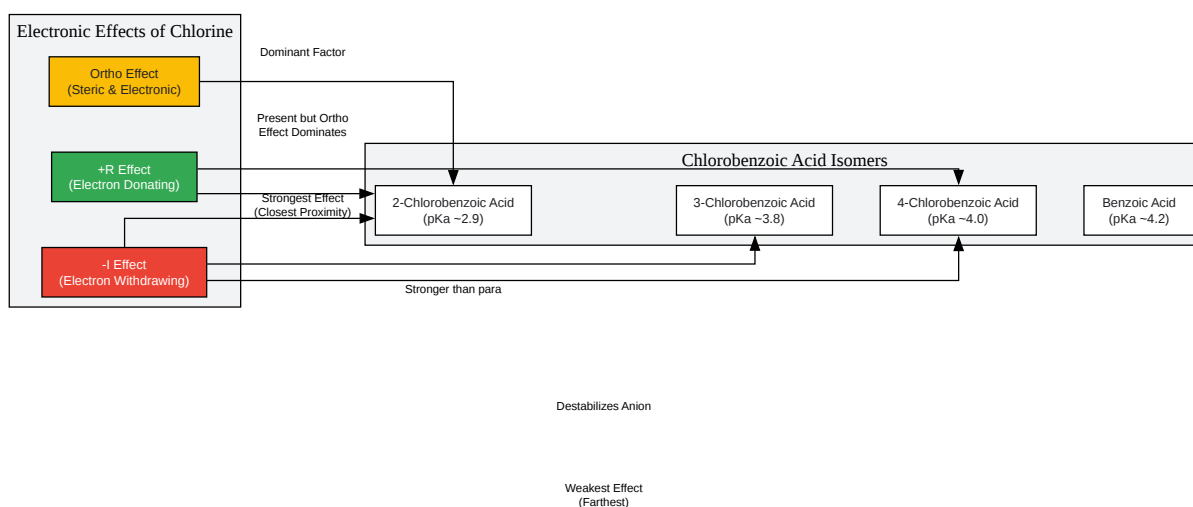 Electronic Effects of Chlorine
Ortho Effect
(Steric & Electronic)
+R Effect
(Electron Donating)
-I Effect
(Electron Withdrawing)
Dominant Factor
Present but Ortho
Effect Dominates
Strongest Effect
(Closest Proximity)
Chlorobenzoic Acid Isomers
2-Chlorobenzoic Acid
(pKa ~2.9)
3-Chlorobenzoic Acid
(pKa ~3.8)
4-Chlorobenzoic Acid
(pKa ~4.0)
Benzoic Acid
(pKa ~4.2)
Stronger than para
Destabilizes Anion
Weakest Effect
(Farthest)